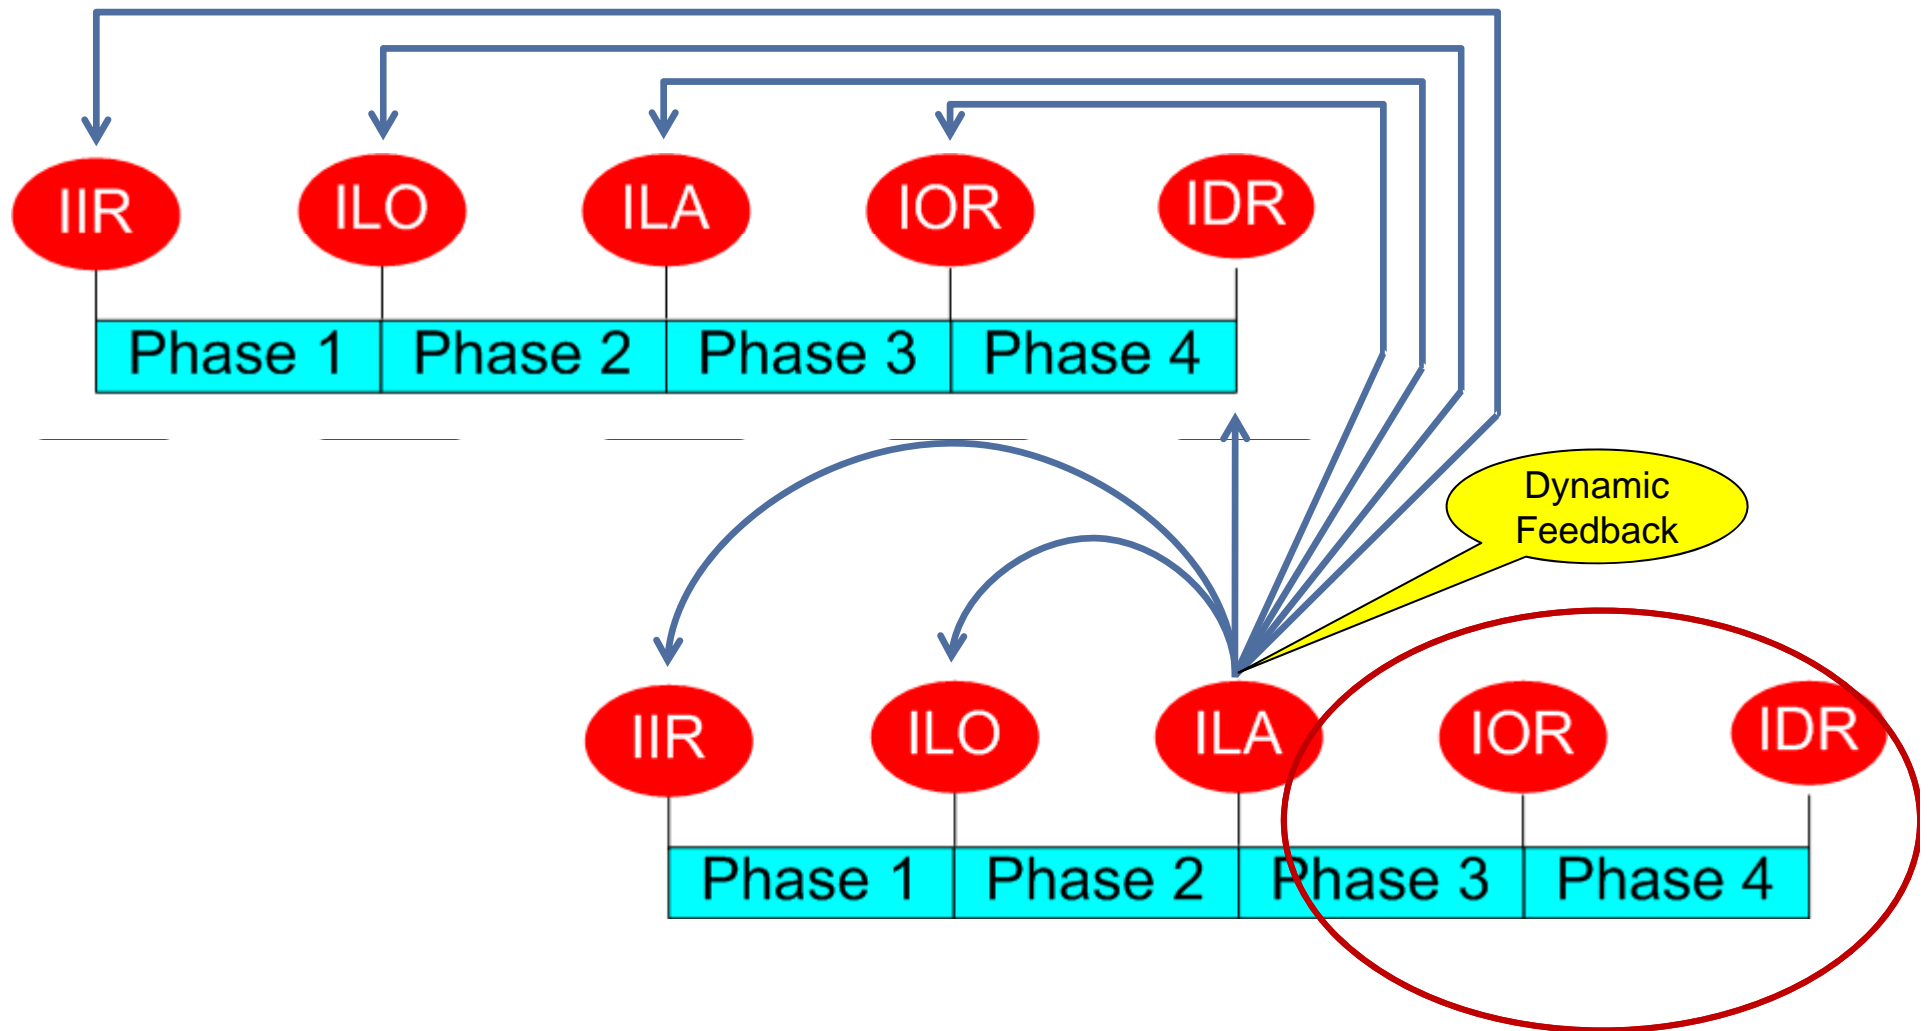 IIR ILO ILA IOR IDR
Phase 1 Phase 2 Phase 3 Phase 4
Dynamic
Feedback
IIR ILO ILA IOR IDR
Phase 1 Phase 2 Phase 3 Phase 4